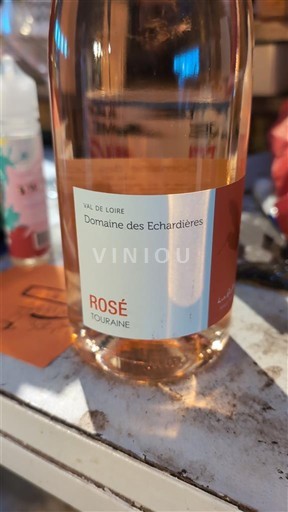 VAL DE LOIRE
Domaine des Echardières
VINIOU
ROSÉ
TOURAINE